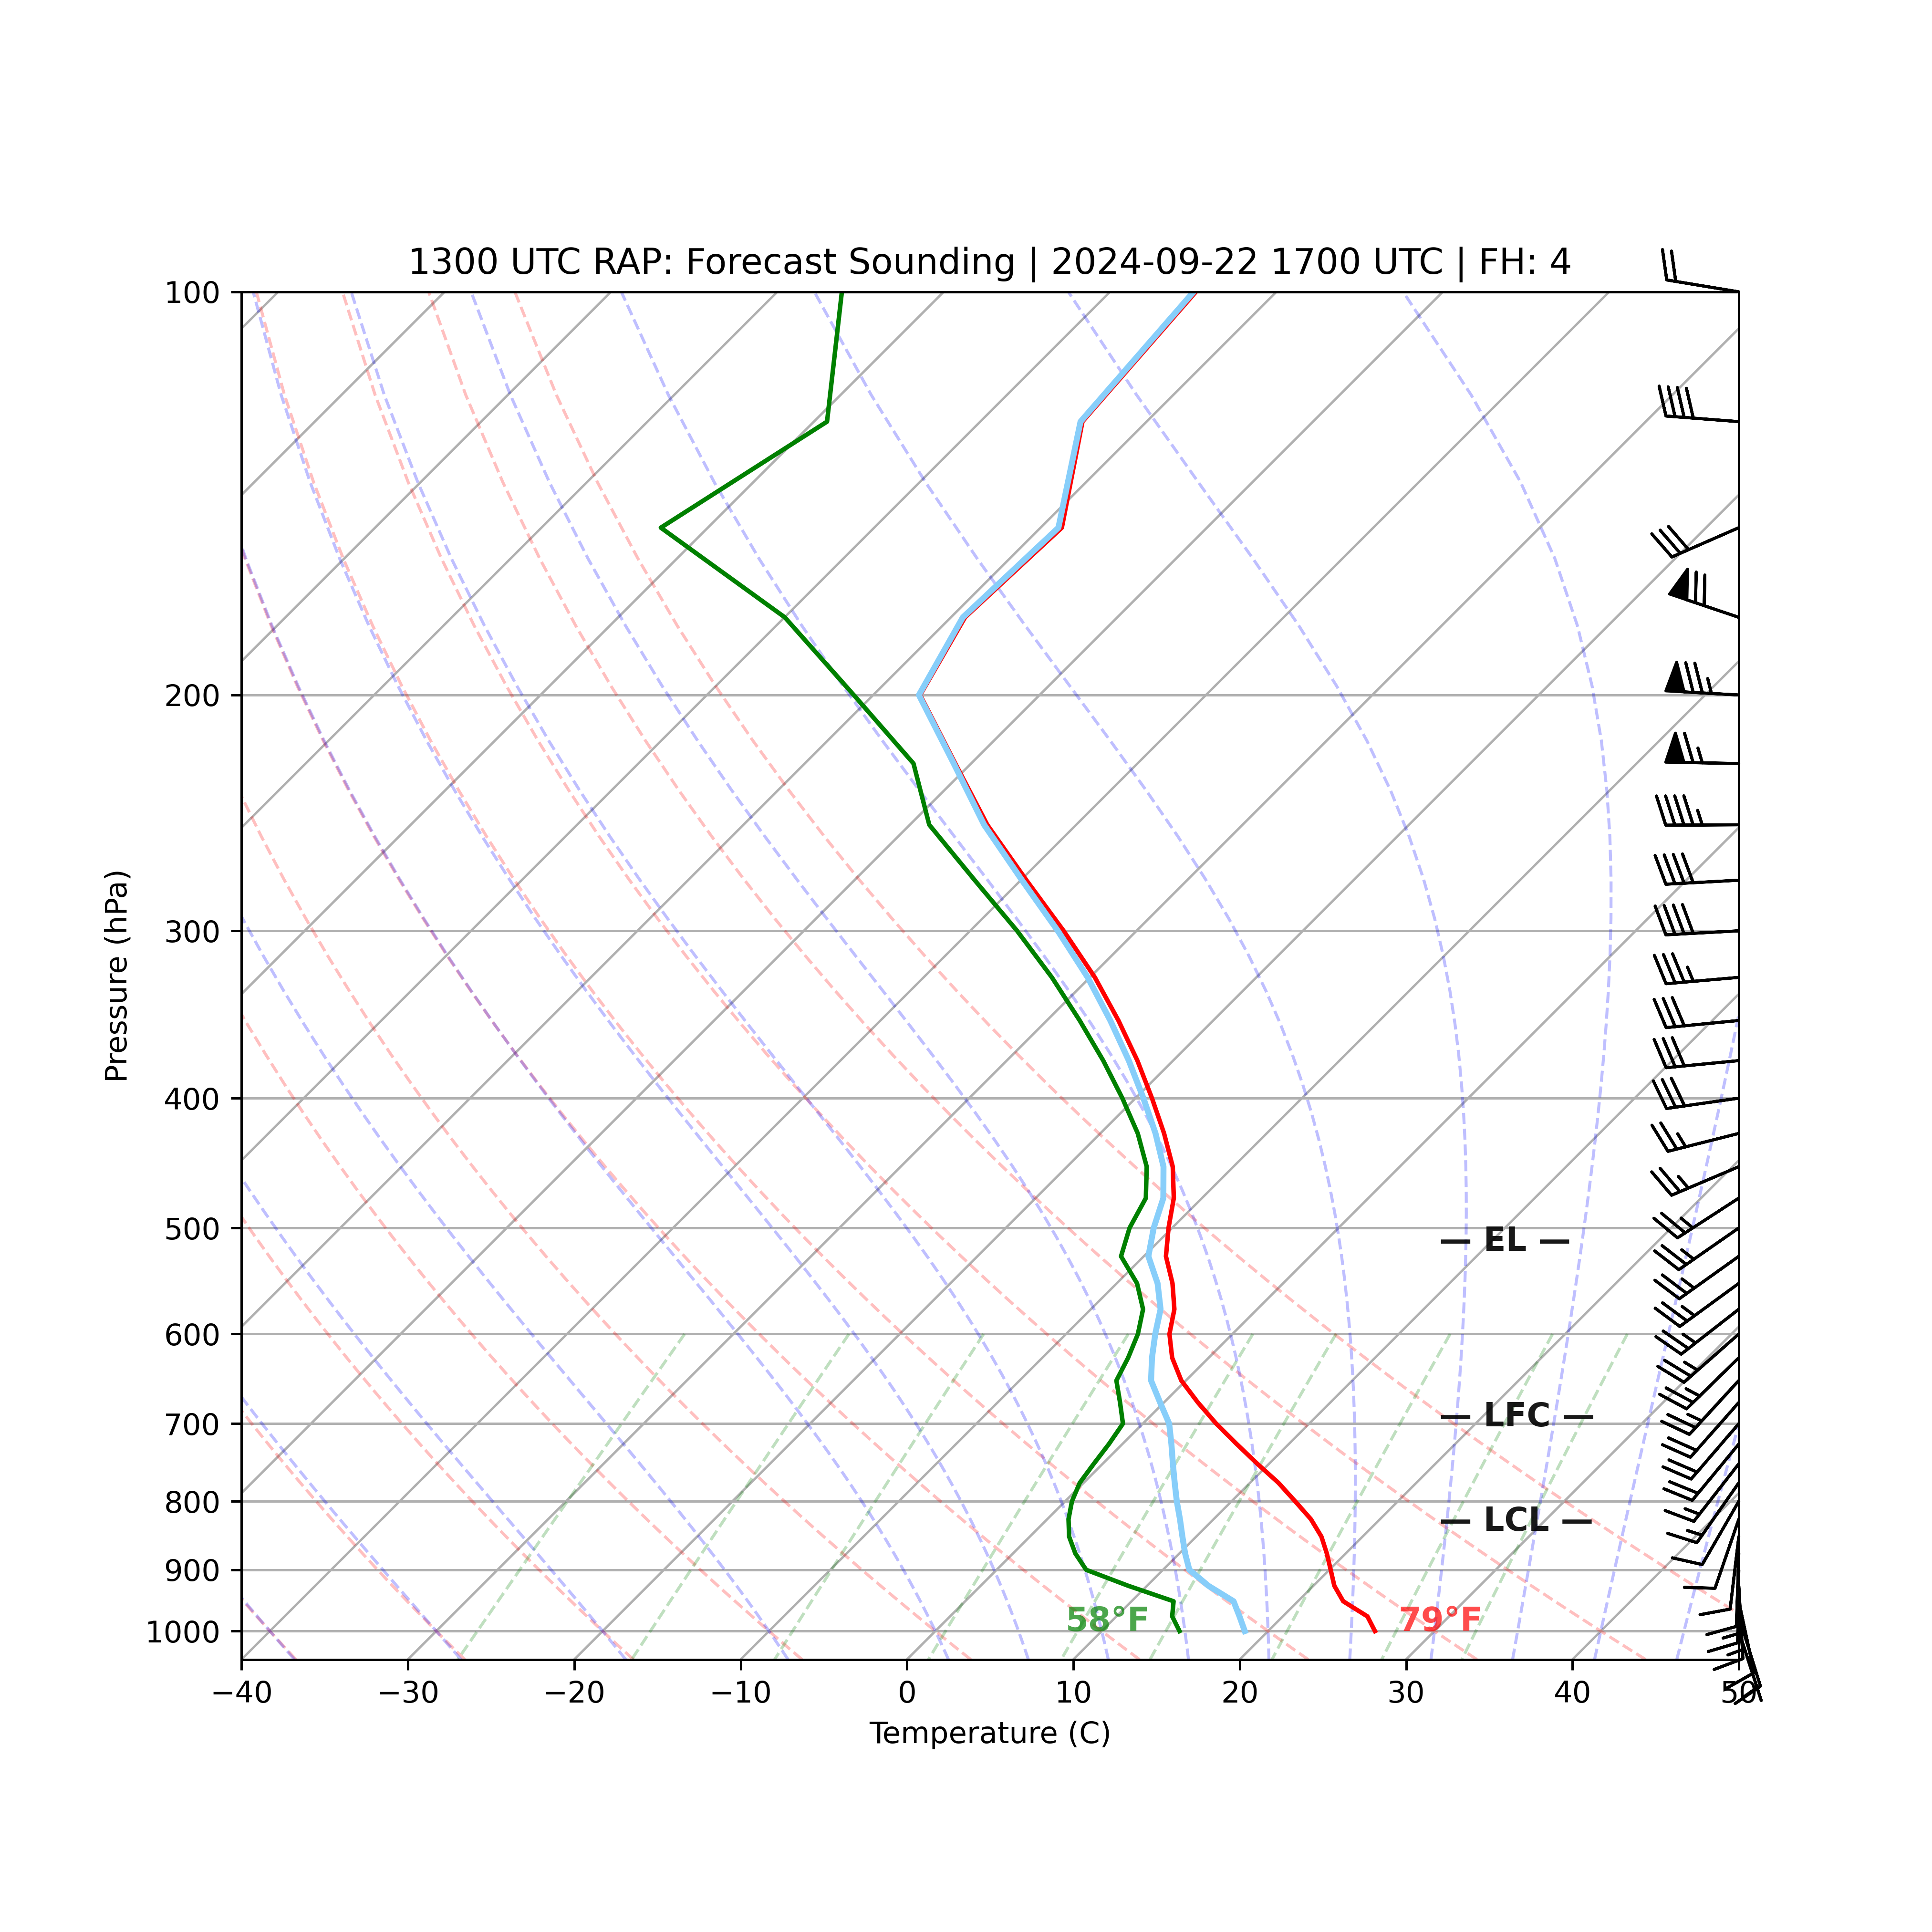 1300 UTC RAP: Forecast Sounding | 2024-09-22 1700 UTC | FH: 4
100
200
300
400
500
600
700
800
900
1000
Pressure (hPa)
— EL —
— LFC —
— LCL —
58°F
79°F
−40 −30 −20 −10 0 10 20 30 40 50
Temperature (C)